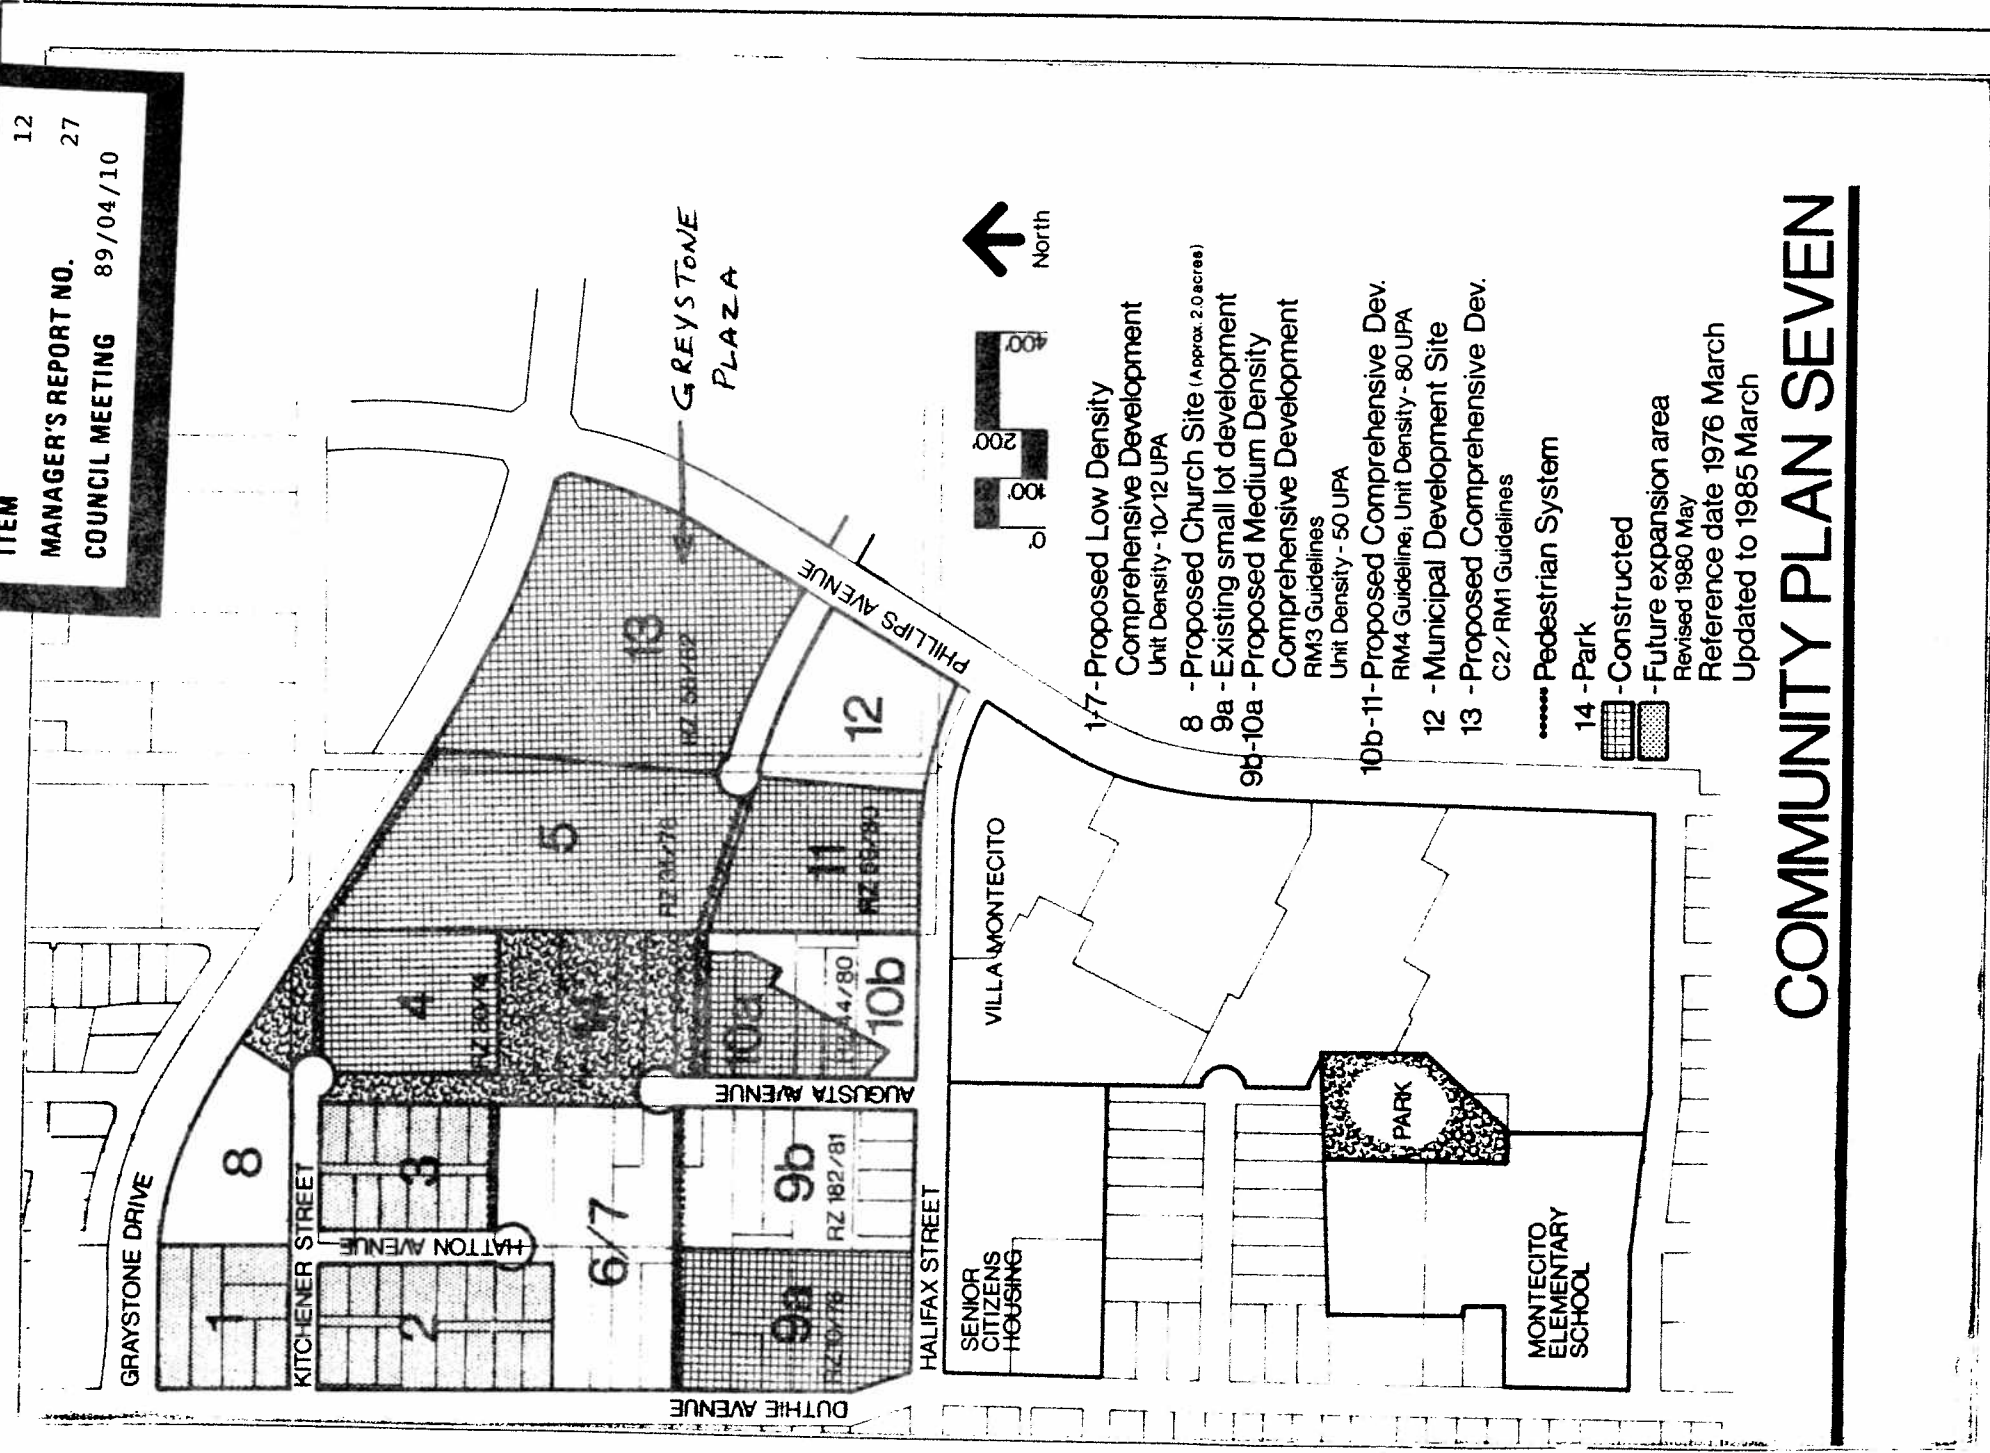 ITEM 12
MANAGER'S REPORT NO. 27
COUNCIL MEETING 89/04/10
GREYSTONE
PLAZA
GRAYSTONE DRIVE
KITCHENER STREET
HATTON AVENUE
DUTHIE AVENUE
AUGUSTA AVENUE
HALIFAX STREET
PHILLIPS AVENUE
1
2
3
4
5
6/7
8
9a
9b
RZ 182/81
10a
10b
11
RZ 69/80
12
13
VILLA MONTECITO
SENIOR
CITIZENS
HOUSING
PARK
MONTECITO
ELEMENTARY
SCHOOL
North
0 100' 200' 400'
1-7 - Proposed Low Density
Comprehensive Development
Unit Density - 10/12 UPA
8 - Proposed Church Site (Approx. 2.0 acres)
9a - Existing small lot development
9b-10a - Proposed Medium Density
Comprehensive Development
RM3 Guidelines
Unit Density - 50 UPA
10b-11 - Proposed Comprehensive Dev.
RM4 Guideline; Unit Density - 80 UPA
12 - Municipal Development Site
13 - Proposed Comprehensive Dev.
C2/RM1 Guidelines
- Pedestrian System
14 - Park
- Constructed
- Future expansion area
Revised 1980 May
Reference date 1976 March
Updated to 1985 March
COMMUNITY PLAN SEVEN